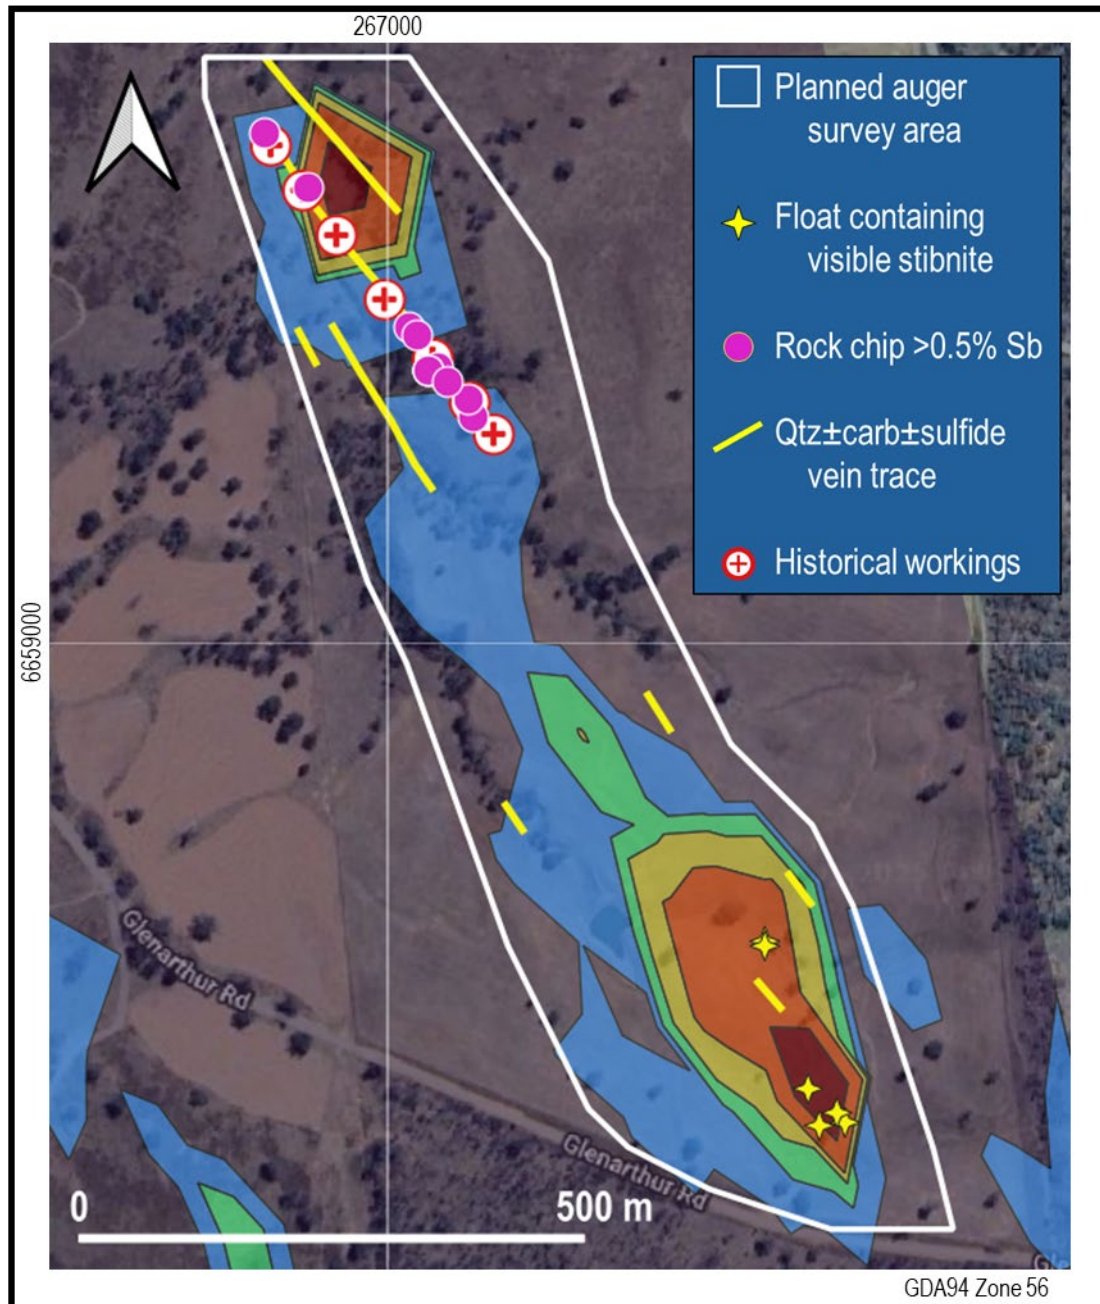 267000
Planned auger
survey area
Float containing
visible stibnite
Rock chip >0.5% Sb
Qtz±carb±sulfide
vein trace
Historical workings
6659000
Glenarthur Rd
Glenarthur Rd
0
500 m
GDA94 Zone 56